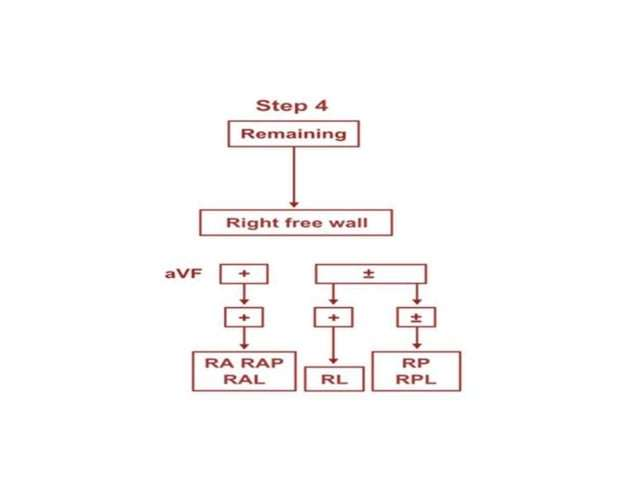 Step 4
Remaining
Right free wall
aVF + ±
+ + ±
RA RAP
RAL
RL
RP
RPL